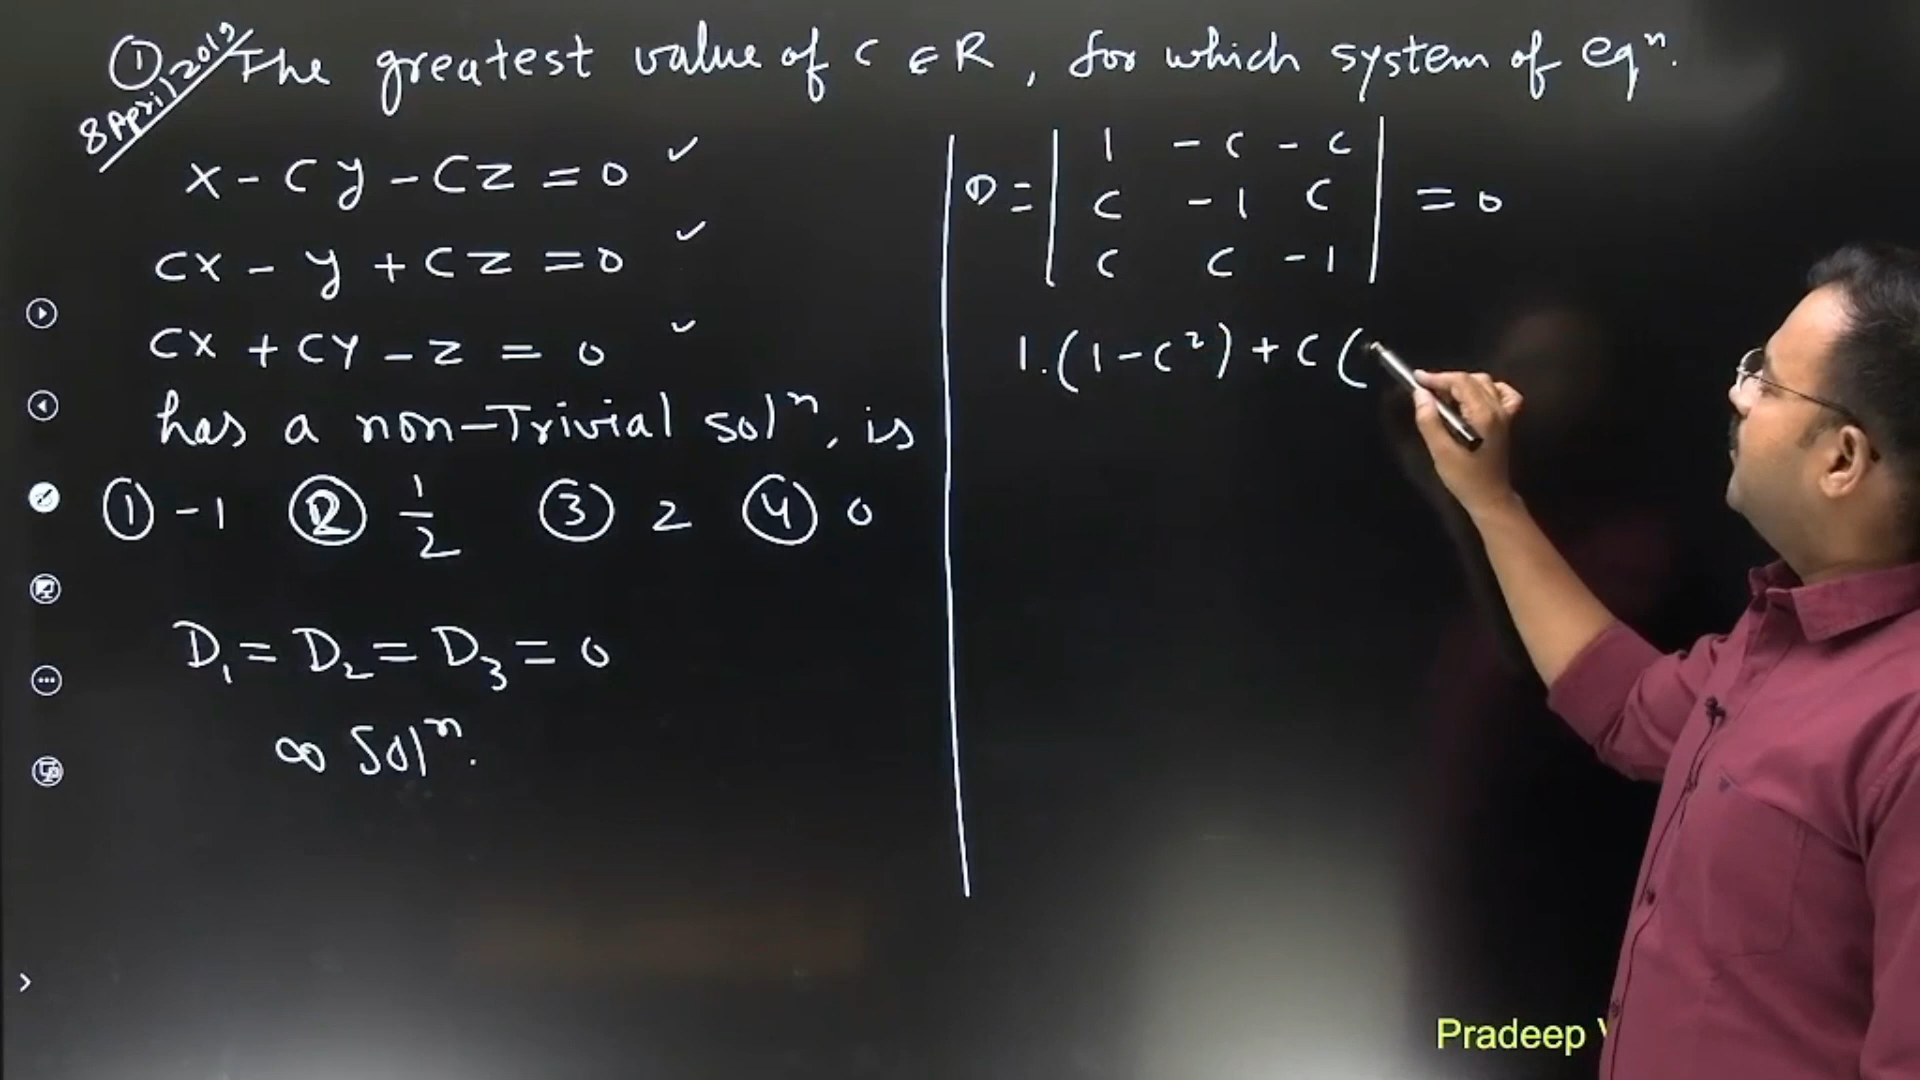 ① The greatest value of C ∈ R, for which system of eqⁿ.
8 April 2019
x - cy - cz = 0 ✓
cx - y + cz = 0 ✓
cx + cy - z = 0 ✓
has a non-Trivial solⁿ, is
① -1 ② 1/2 ③ 2 ④ 0
D₁ = D₂ = D₃ = 0
∞ Solⁿ.
D = | 1 -c -c |
| c -1 c | = 0
| c c -1 |
1.(1-c²) + c(
Pradeep